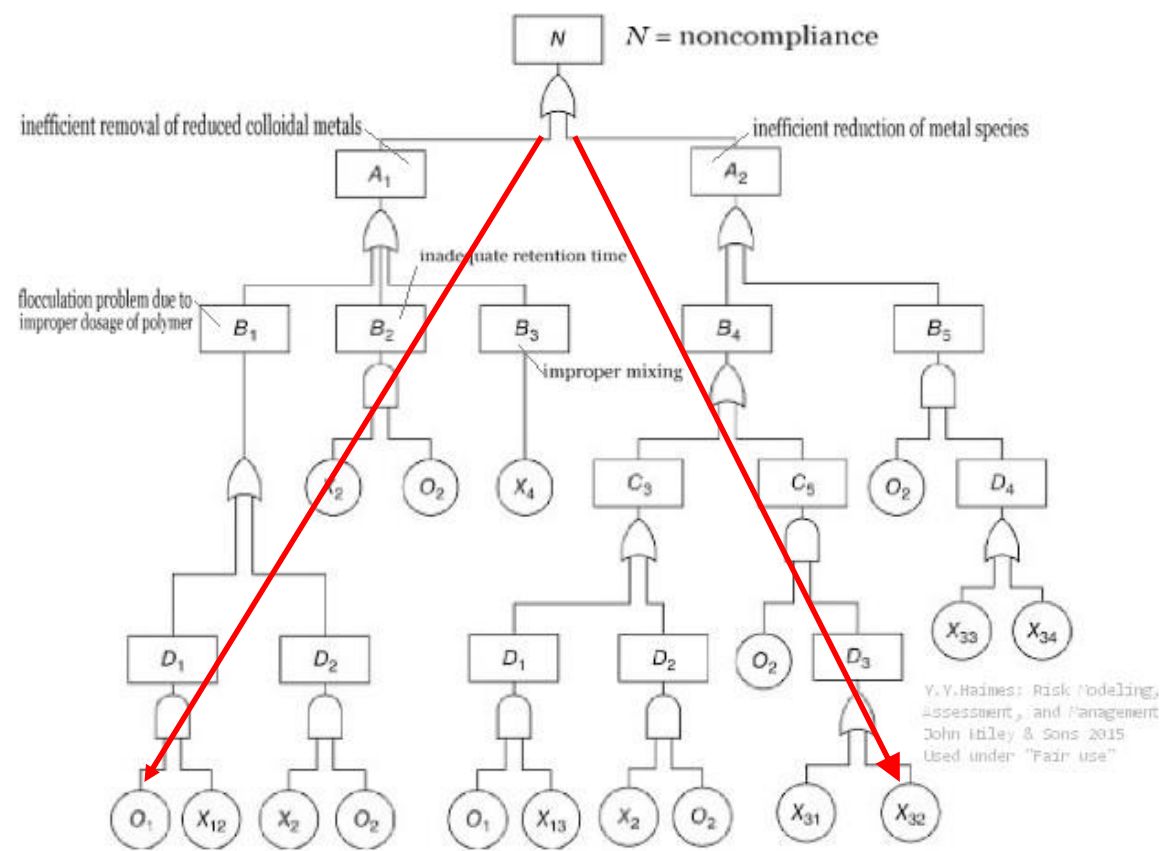 N
N = noncompliance
inefficient removal of reduced colloidal metals
inefficient reduction of metal species
A1
A2
inadequate retention time
flocculation problem due to
improper dosage of polymer
B1
B2
B3
B4
B5
improper mixing
X2
O2
X4
C3
C5
O2
D4
D1
D2
D1
D2
O2
D3
X33
X34
Y.Y.Haimes: Risk Modeling,
Assessment, and Management
John Wiley & Sons 2015
Used under "Fair use"
O1
X12
X2
O2
O1
X13
X2
O2
X31
X32